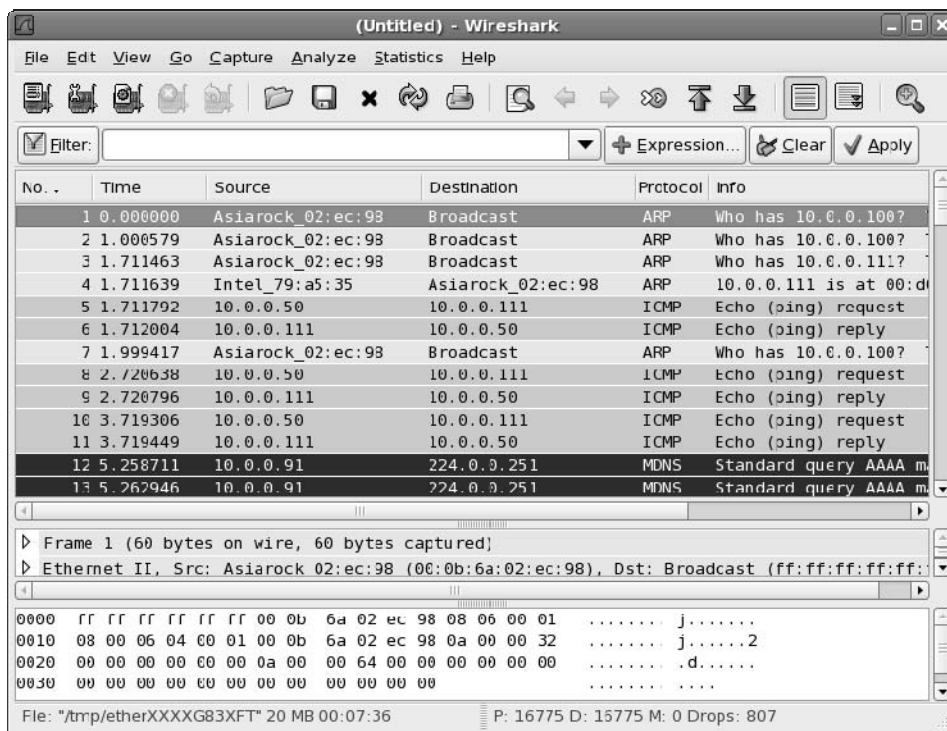 (Untitled) - Wireshark
File Edit View Go Capture Analyze Statistics Help
Filter: Expression... Clear Apply
No. . Time Source Destination Protocol Info
1 0.000000 Asiarock_02:ec:98 Broadcast ARP Who has 10.0.0.100?
2 1.000579 Asiarock_02:ec:98 Broadcast ARP Who has 10.0.0.100?
3 1.711463 Asiarock_02:ec:98 Broadcast ARP Who has 10.0.0.111?
4 1.711639 Intel_79:a5:35 Asiarock_02:ec:98 ARP 10.0.0.111 is at
5 1.711792 10.0.0.50 10.0.0.111 ICMP Echo (ping) request
6 1.712004 10.0.0.111 10.0.0.50 ICMP Echo (ping) reply
7 1.999417 Asiarock_02:ec:98 Broadcast ARP Who has 10.0.0.100?
8 2.720638 10.0.0.50 10.0.0.111 ICMP Echo (ping) request
9 2.720796 10.0.0.111 10.0.0.50 ICMP Echo (ping) reply
10 3.719306 10.0.0.50 10.0.0.111 ICMP Echo (ping) request
11 3.719449 10.0.0.111 10.0.0.50 ICMP Echo (ping) reply
12 5.258711 10.0.0.91 224.0.0.251 MDNS Standard query AAAA
13 5.262946 10.0.0.91 224.0.0.251 MDNS Standard query AAAA
Frame 1 (60 bytes on wire, 60 bytes captured)
Ethernet II, Src: Asiarock_02:ec:98 (00:0b:6a:02:ec:98), Dst: Broadcast (ff:ff:ff:ff:ff:
0000 ff ff ff ff ff ff 00 0b 6a 02 ec 98 08 06 00 01 ........ j.......
0010 08 00 06 04 00 01 00 0b 6a 02 ec 98 0a 00 00 32 ........ j......2
0020 00 00 00 00 00 00 0a 00 00 64 00 00 00 00 00 00 ........ .d......
0030 00 00 00 00 00 00 00 00 00 00 00 00 ........ ....
File: "/tmp/etherXXXXG83XFT" 20 MB 00:07:36 P: 16775 D: 16775 M: 0 Drops: 807